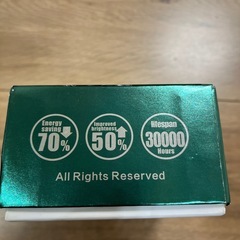 Energy
saving
70%
Improved
brightness
50%
lifespan
30000
Hours
All Rights Reserved